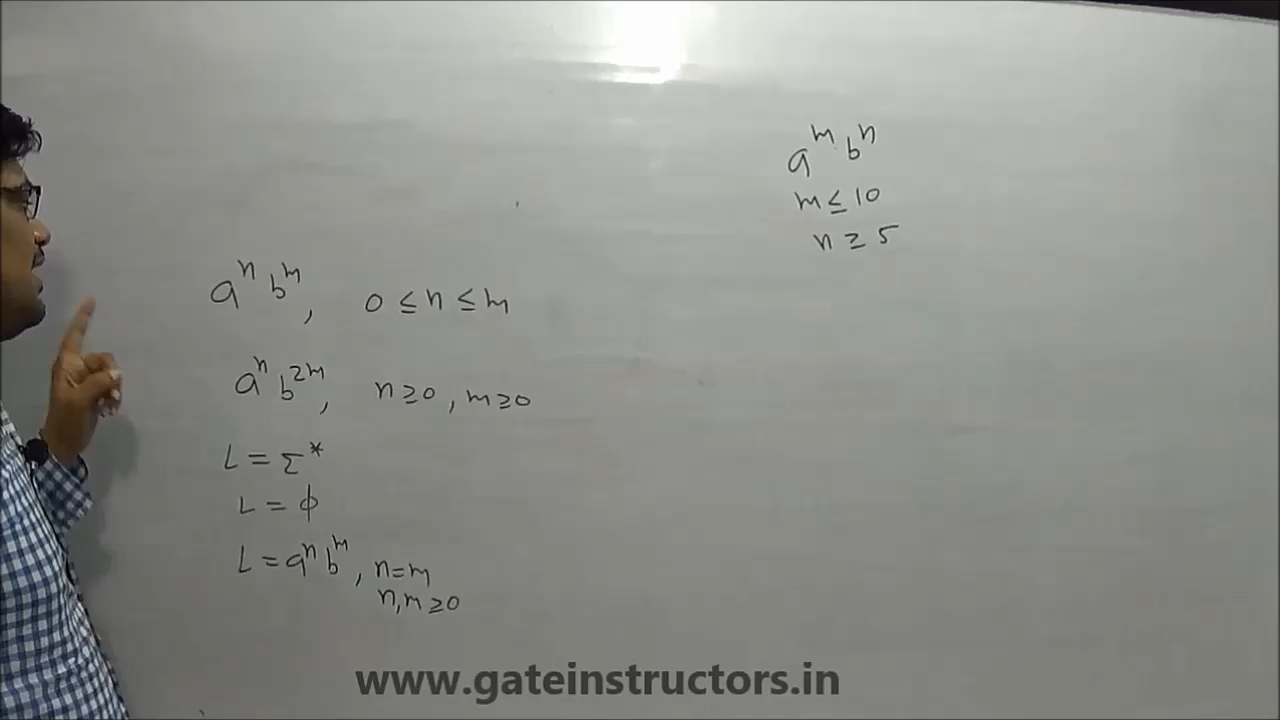 a^m b^n
m ≤ 10
n ≥ 5
a^n b^m, 0 ≤ n ≤ m
a^n b^2m, n ≥ 0, m ≥ 0
L = Σ*
L = φ
L = a^n b^m, n = m
n, m ≥ 0
www.gateinstructors.in